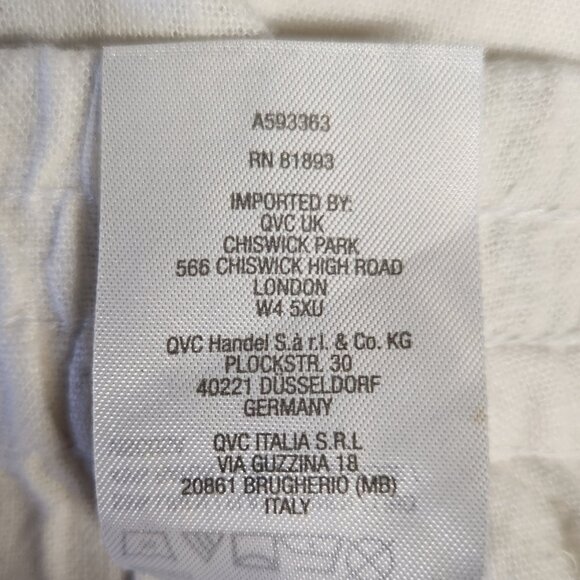 A593363
RN 81893
IMPORTED BY:
QVC UK
CHISWICK PARK
566 CHISWICK HIGH ROAD
LONDON
W4 5XU
QVC Handel S.à r.l. & Co. KG
PLOCKSTR. 30
40221 DÜSSELDORF
GERMANY
QVC ITALIA S.R.L
VIA GUZZINA 18
20861 BRUGHERIO (MB)
ITALY